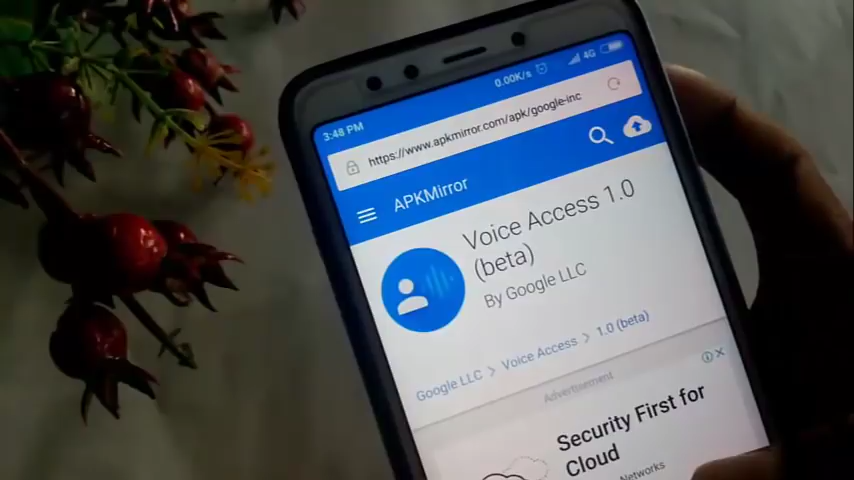 3:48 PM 0.00K/s 4G
https://www.apkmirror.com/apk/google-inc
APKMirror
Voice Access 1.0
(beta)
By Google LLC
Google LLC > Voice Access > 1.0 (beta)
Advertisement
Security First for
Cloud
Networks